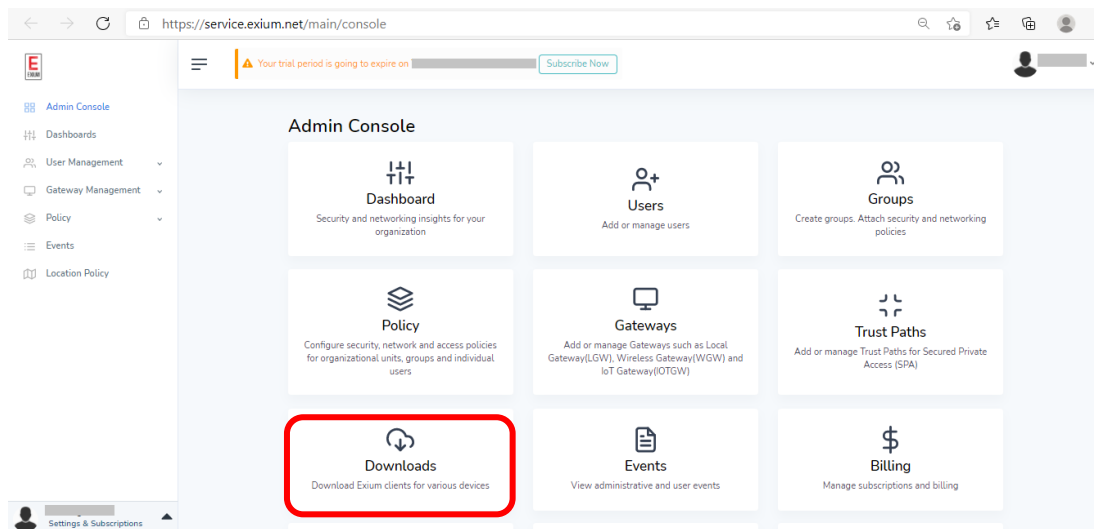 https://service.exium.net/main/console
E
EXIUM
Your trial period is going to expire on
Subscribe Now
Admin Console
Dashboards
User Management
Gateway Management
Policy
Events
Location Policy
Settings & Subscriptions
Admin Console
Dashboard
Security and networking insights for your
organization
Users
Add or manage users
Groups
Create groups. Attach security and networking
policies
Policy
Configure security, network and access policies
for organizational units, groups and individual
users
Gateways
Add or manage Gateways such as Local
Gateway(LGW), Wireless Gateway(WGW) and
IoT Gateway(IOTGW)
Trust Paths
Add or manage Trust Paths for Secured Private
Access (SPA)
Downloads
Download Exium clients for various devices
Events
View administrative and user events
Billing
Manage subscriptions and billing